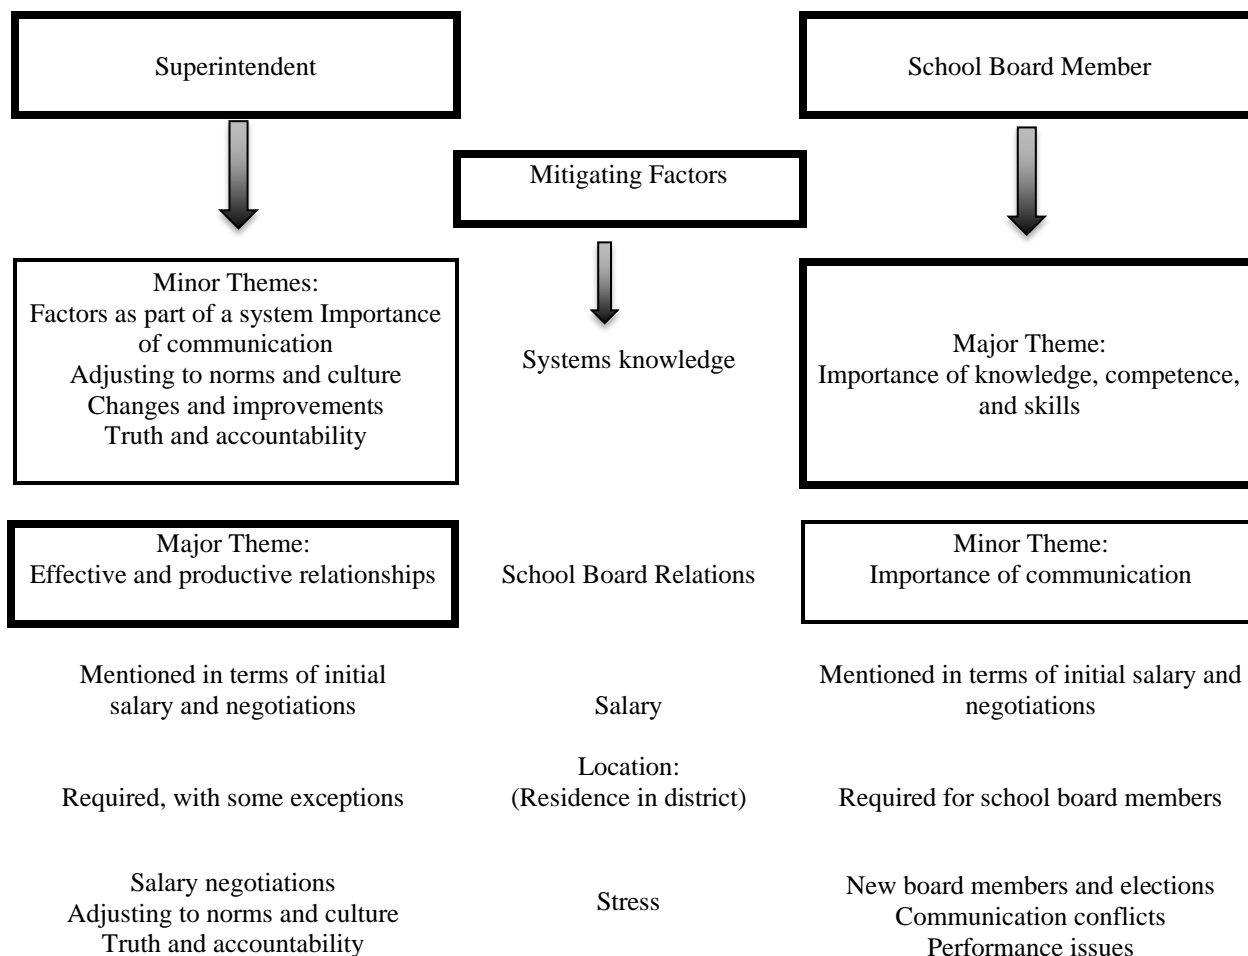 Superintendent
School Board Member
Mitigating Factors
Minor Themes:
Factors as part of a system Importance
of communication
Adjusting to norms and culture
Changes and improvements
Truth and accountability
Systems knowledge
Major Theme:
Importance of knowledge, competence,
and skills
Major Theme:
Effective and productive relationships
School Board Relations
Minor Theme:
Importance of communication
Mentioned in terms of initial
salary and negotiations
Salary
Mentioned in terms of initial salary and
negotiations
Required, with some exceptions
Location:
(Residence in district)
Required for school board members
Salary negotiations
Adjusting to norms and culture
Truth and accountability
Stress
New board members and elections
Communication conflicts
Performance issues